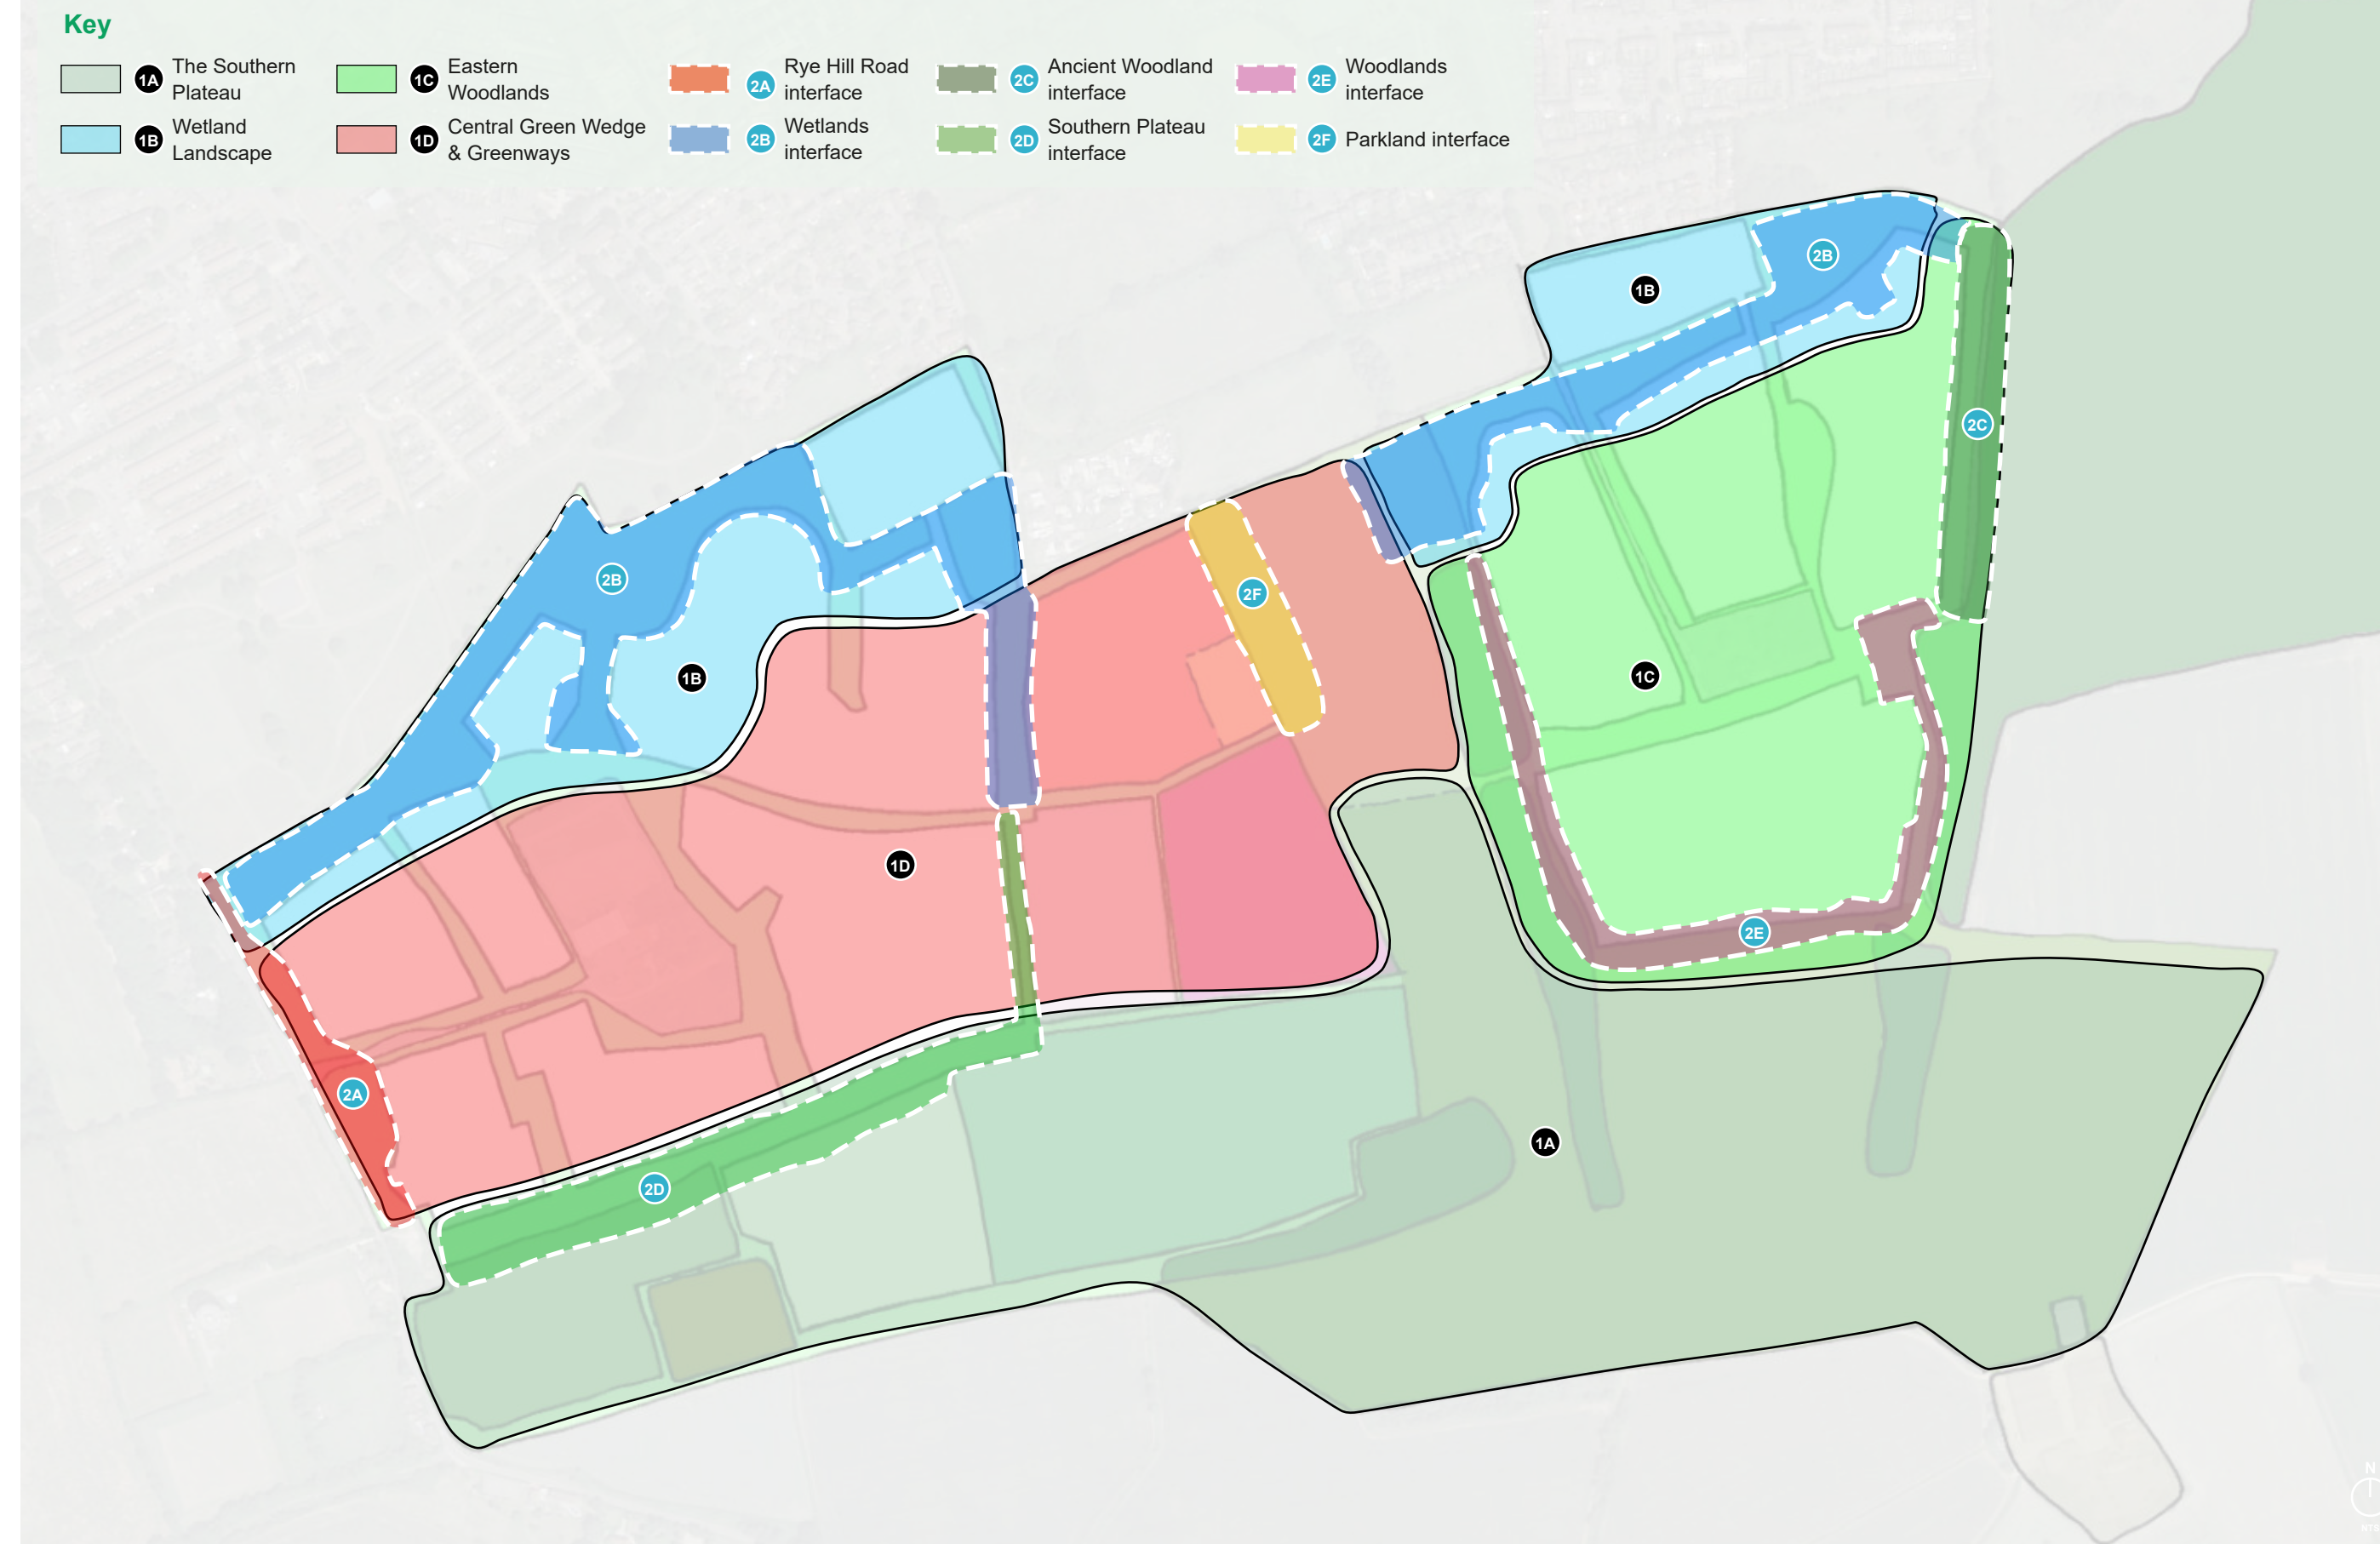 Key
1A The Southern
Plateau
1B Wetland
Landscape
1C Eastern
Woodlands
1D Central Green Wedge
& Greenways
2A Rye Hill Road
interface
2B Wetlands
interface
2C Ancient Woodland
interface
2D Southern Plateau
interface
2E Woodlands
interface
2F Parkland interface
2B
1B
2C
2B
2F
1B
1C
1D
2E
2A
1A
2D
N
NTS